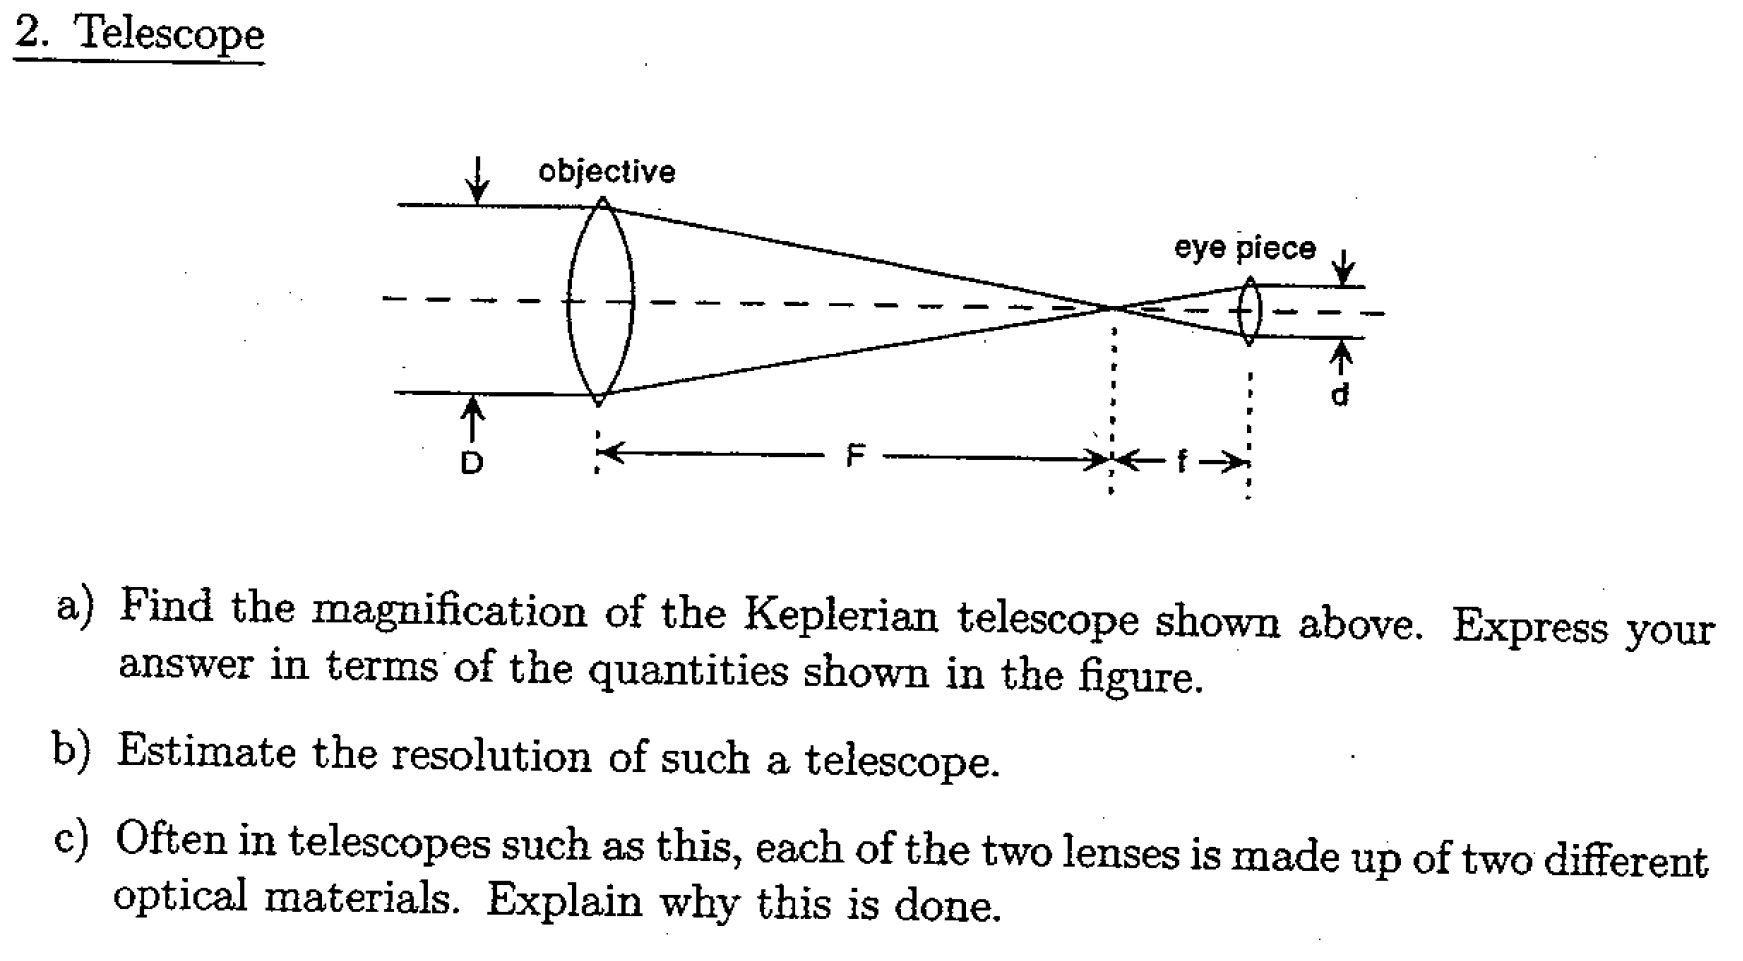 2. Telescope
objective
eye piece
d
D
F
f
a) Find the magnification of the Keplerian telescope shown above. Express your
answer in terms of the quantities shown in the figure.
b) Estimate the resolution of such a telescope.
c) Often in telescopes such as this, each of the two lenses is made up of two different
optical materials. Explain why this is done.